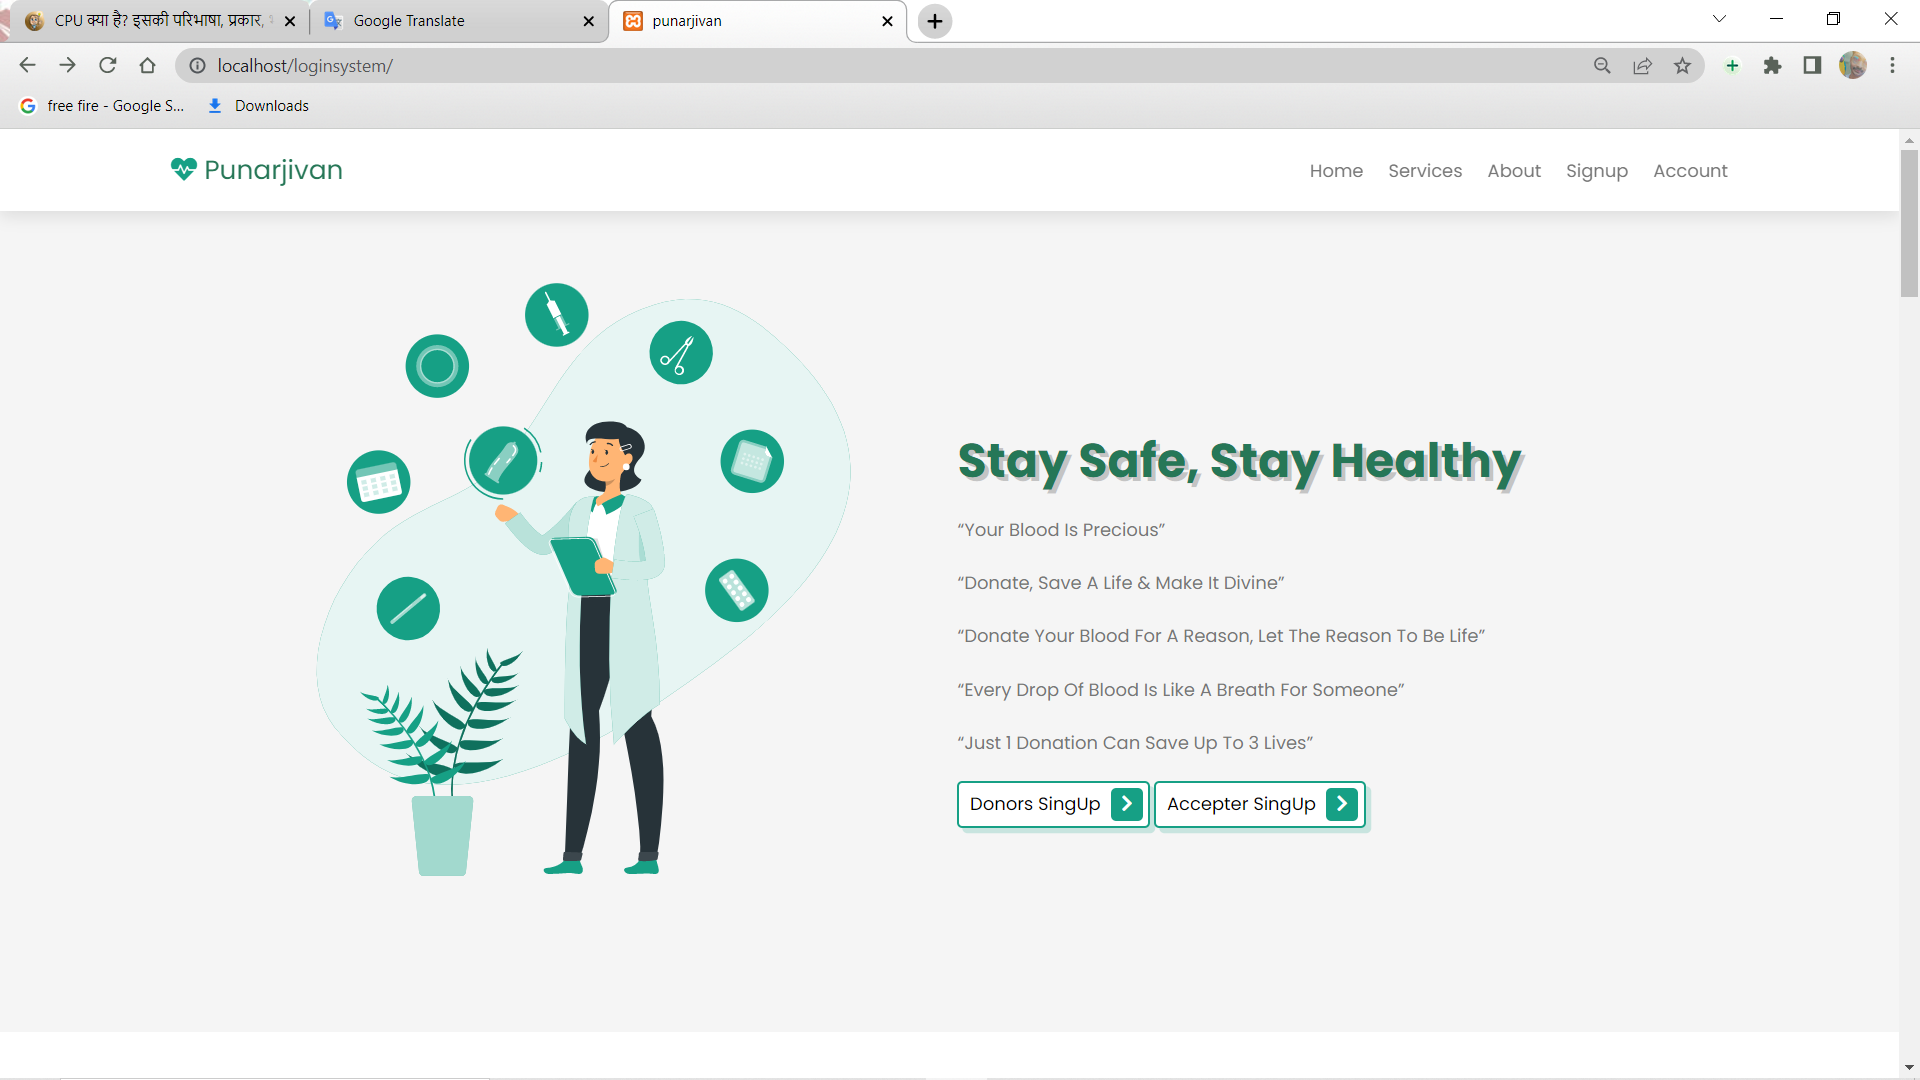 CPU क्या है? इसकी परिभाषा, प्रकार,
Google Translate
punarjivan
localhost/loginsystem/
free fire - Google S...
Downloads
Punarjivan
Home
Services
About
Signup
Account
Stay Safe, Stay Healthy
“Your Blood Is Precious”
“Donate, Save A Life & Make It Divine”
“Donate Your Blood For A Reason, Let The Reason To Be Life”
“Every Drop Of Blood Is Like A Breath For Someone”
“Just 1 Donation Can Save Up To 3 Lives”
Donors SingUp
Accepter SingUp